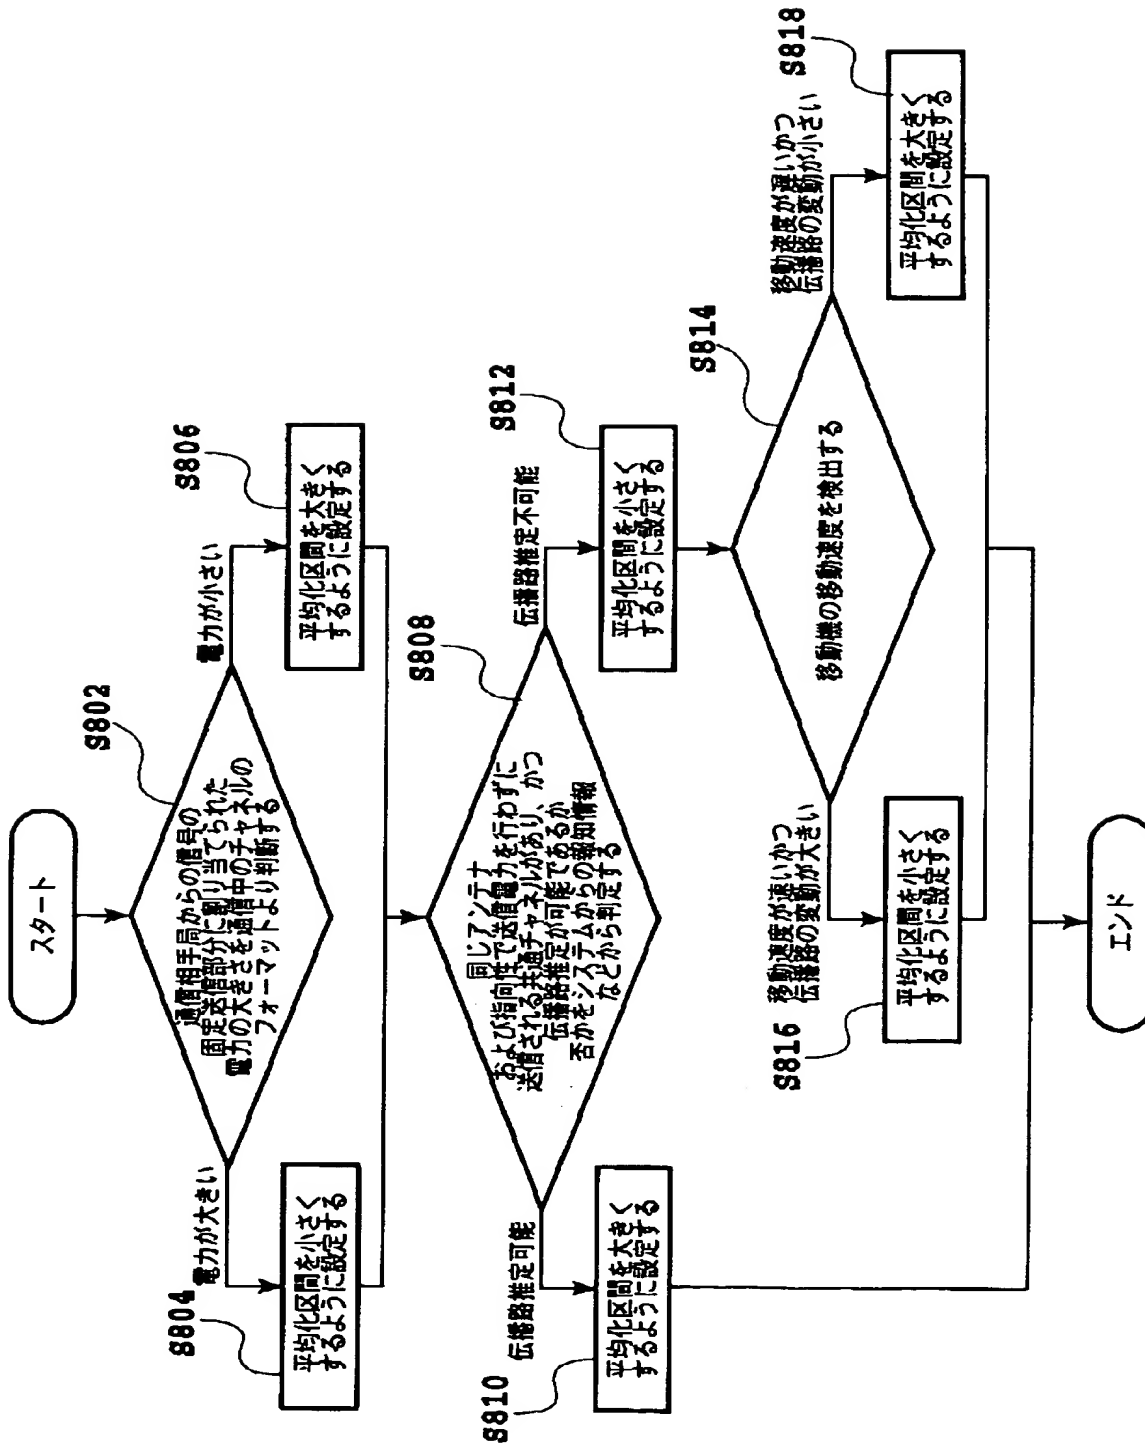 スタート
S802
通信相手局からの信号の
固定送信部分に割り当てられた
電力の大きさを通信中のチャネルの
フォーマットより判断する
電力が大きい
電力が小さい
S804
平均化区間を小さく
するように設定する
S806
平均化区間を大きく
するように設定する
S808
同じアンテナ
および指向性で送信電力を行わずに
送信される共通チャネルがあり、かつ
伝播路推定が可能であるか
否かをシステムからの報知情報
などから判定する
伝播路推定可能
伝播路推定不可能
S810
平均化区間を大きく
するように設定する
S812
平均化区間を小さく
するように設定する
S814
移動機の移動速度を検出する
移動速度が速いかつ
伝播路の変動が大きい
移動速度が遅いかつ
伝播路の変動が小さい
S816
平均化区間を小さく
するように設定する
S818
平均化区間を大きく
するように設定する
エンド